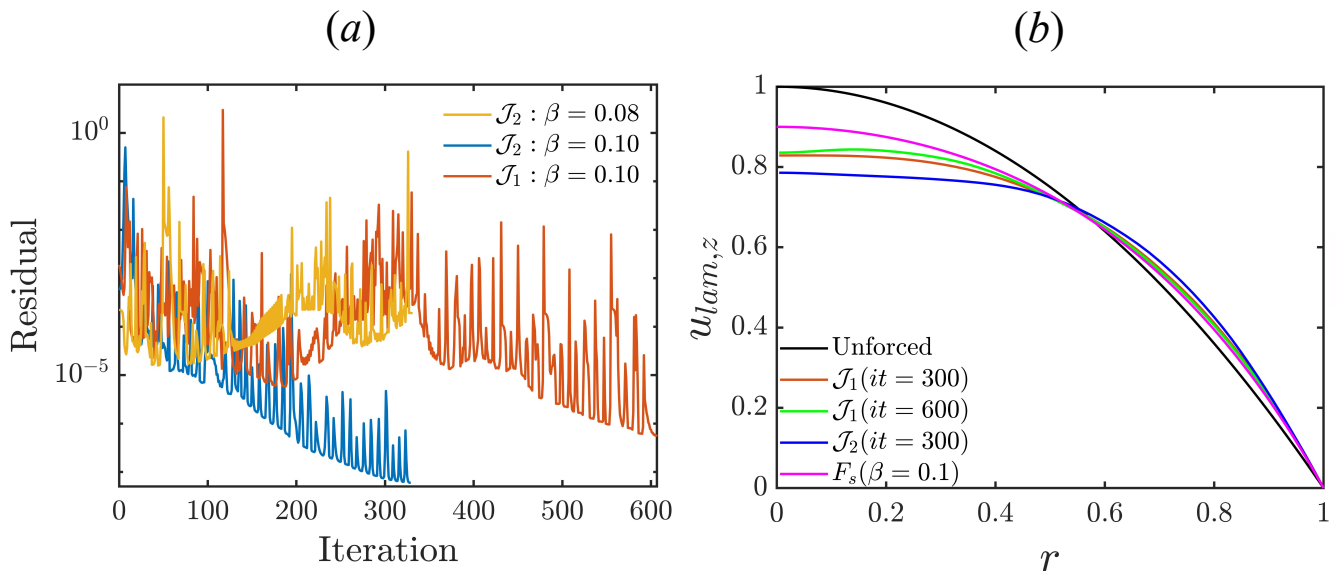 (a)
10⁰
10⁻⁵
Residual
𝒥₂ : β = 0.08
𝒥₂ : β = 0.10
𝒥₁ : β = 0.10
0 100 200 300 400 500 600
Iteration
(b)
1
0.8
0.6
0.4
0.2
0
u_{lam,z}
Unforced
𝒥₁(it = 300)
𝒥₁(it = 600)
𝒥₂(it = 300)
F_s(β = 0.1)
0 0.2 0.4 0.6 0.8 1
r